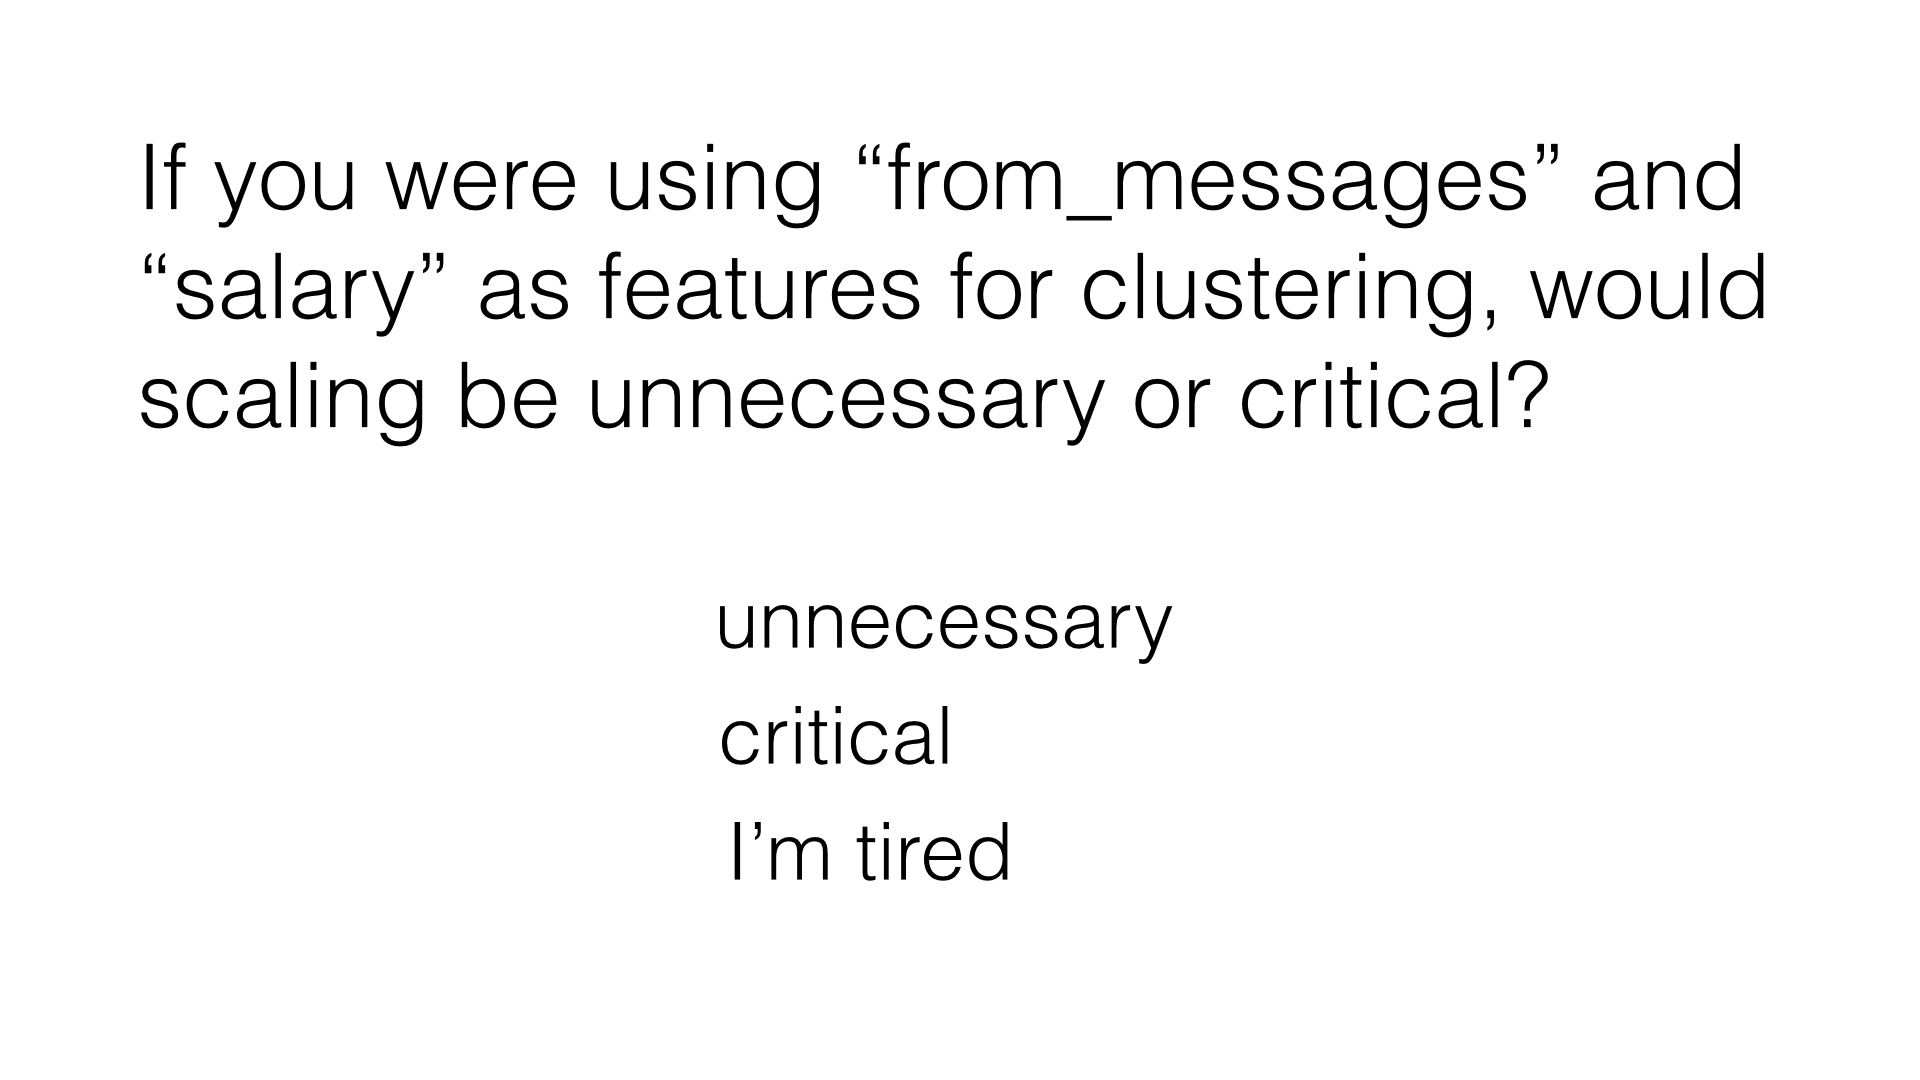 If you were using “from_messages” and
“salary” as features for clustering, would
scaling be unnecessary or critical?
unnecessary
critical
I’m tired